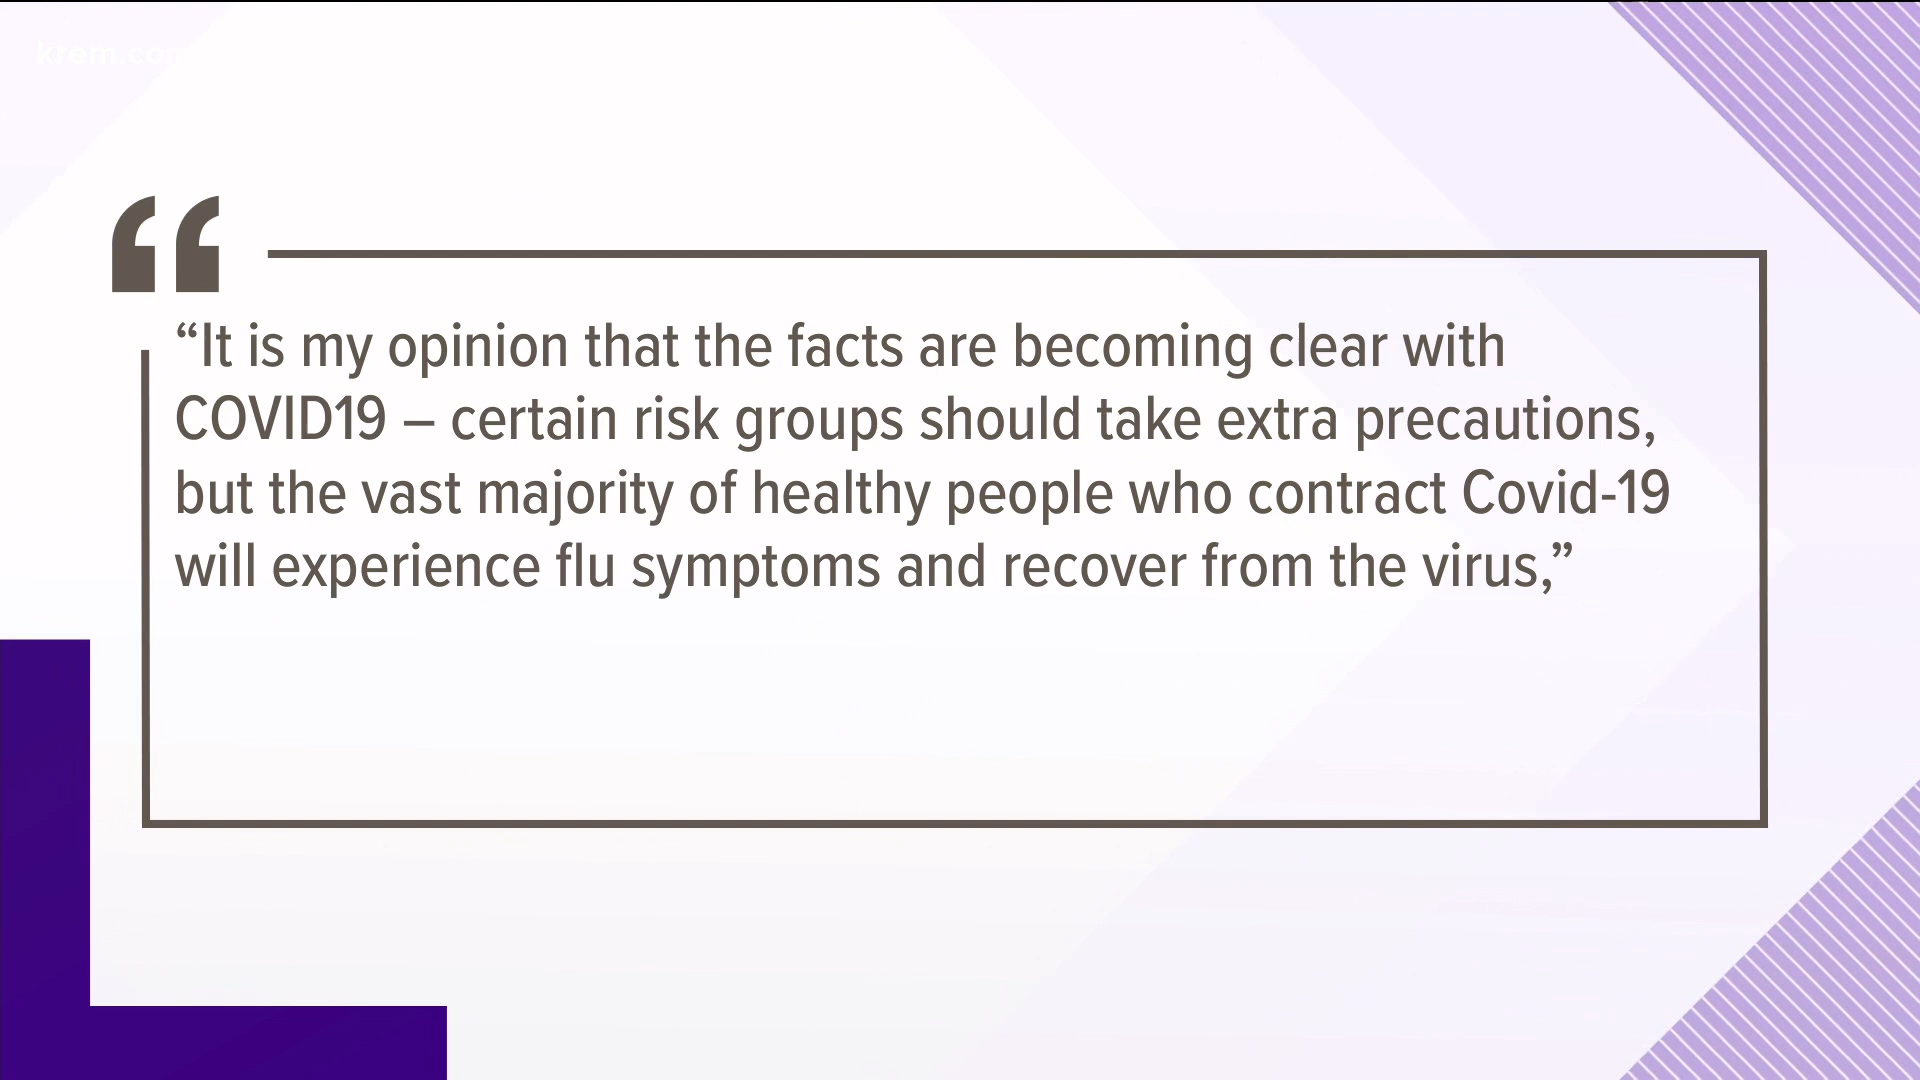 krem.com
“It is my opinion that the facts are becoming clear with
COVID19 – certain risk groups should take extra precautions,
but the vast majority of healthy people who contract Covid-19
will experience flu symptoms and recover from the virus,”